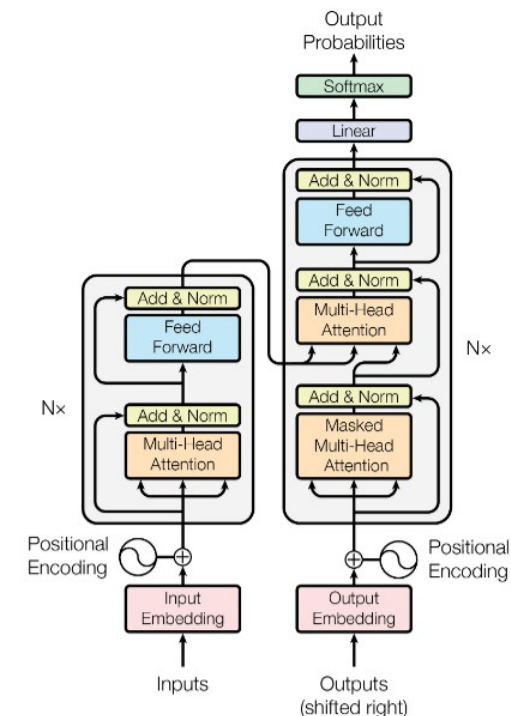 Output
Probabilities
Softmax
Linear
Add & Norm
Feed
Forward
Add & Norm
Multi-Head
Attention
Add & Norm
Masked
Multi-Head
Attention
N×
Add & Norm
Feed
Forward
Add & Norm
Multi-Head
Attention
N×
Positional
Encoding
Positional
Encoding
Input
Embedding
Output
Embedding
Inputs
Outputs
(shifted right)